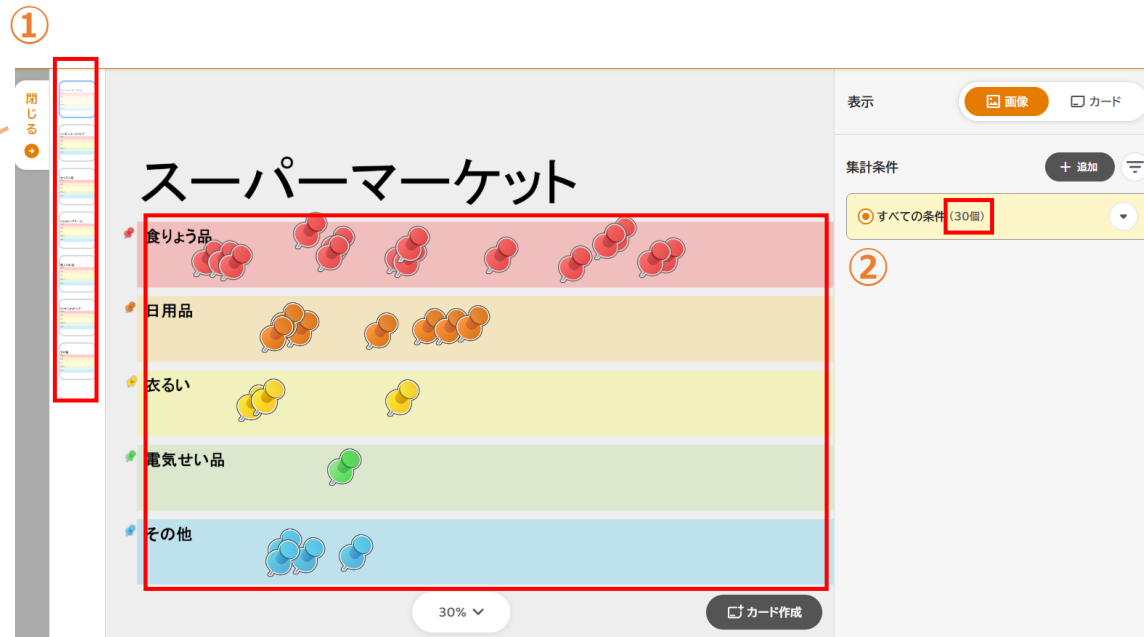 ①
閉じる
スーパーマーケット
食りょう品
日用品
衣るい
電気せい品
その他
30%
カード作成
表示
画像
カード
集計条件
+ 追加
すべての条件 (30個)
②